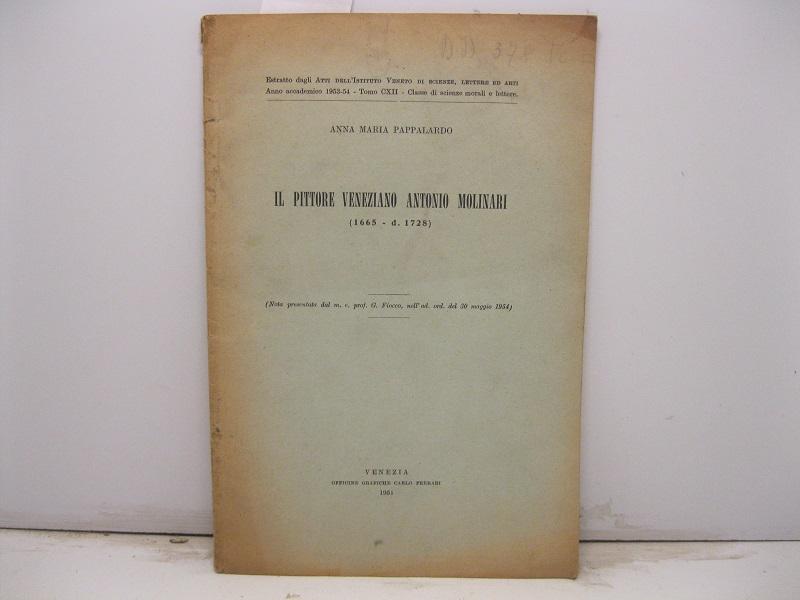 DD 378
Estratto dagli ATTI DELL'ISTITUTO VENETO DI SCIENZE, LETTERE ED ARTI
Anno accademico 1953-54 - Tomo CXII - Classe di scienze morali e lettere.
ANNA MARIA PAPPALARDO
IL PITTORE VENEZIANO ANTONIO MOLINARI
(1665 - d. 1728)
(Nota presentata dal m. e. prof. G. Fiocco, nell'ad. ord. del 30 maggio 1954)
VENEZIA
OFFICINE GRAFICHE CARLO FERRARI
1954